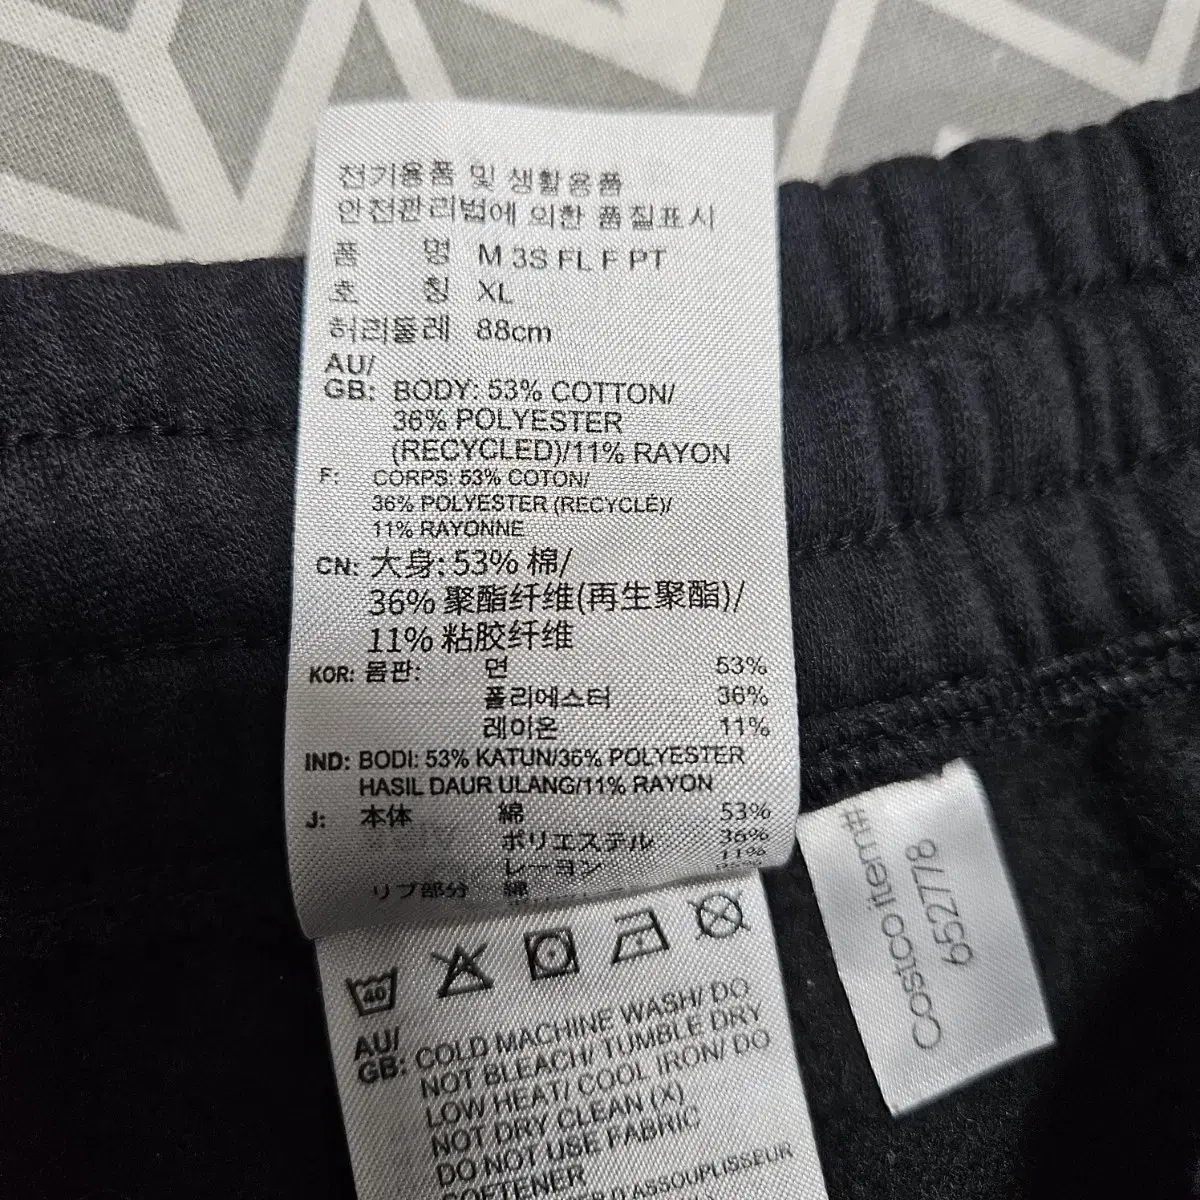 전기용품 및 생활용품
안전관리법에 의한 품질표시
품 명 M 3S FL F PT
호 칭 XL
허리둘레 88cm
AU/
GB: BODY: 53% COTTON/
36% POLYESTER
(RECYCLED)/11% RAYON
F: CORPS: 53% COTON/
36% POLYESTER (RECYCLÉ)/
11% RAYONNE
CN: 大身: 53% 棉/
36% 聚酯纤维(再生聚酯)/
11% 粘胶纤维
KOR: 몸판: 면 53%
폴리에스터 36%
레이온 11%
IND: BODI: 53% KATUN/36% POLYESTER
HASIL DAUR ULANG/11% RAYON
J: 本体 綿 53%
ポリエステル 36%
レーヨン 11%
リブ部分 綿
40
AU/
GB: COLD MACHINE WASH/ DO
NOT BLEACH/ TUMBLE DRY
LOW HEAT/ COOL IRON/ DO
NOT DRY CLEAN (X)
DO NOT USE FABRIC
SOFTENER
D'ASSOUPLISSEUR
Costco Item#
6527778